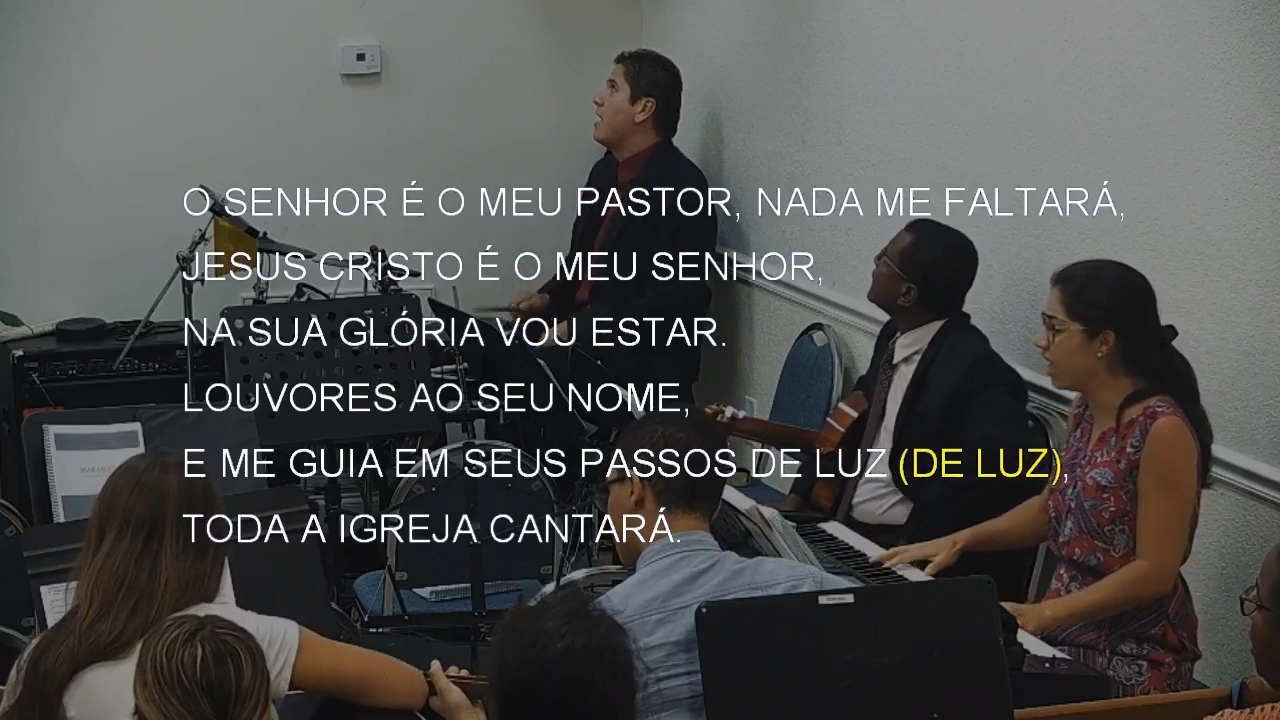 O SENHOR É O MEU PASTOR, NADA ME FALTARÁ,
JESUS CRISTO É O MEU SENHOR,
NA SUA GLÓRIA VOU ESTAR.
LOUVORES AO SEU NOME,
E ME GUIA EM SEUS PASSOS DE LUZ (DE LUZ),
TODA A IGREJA CANTARÁ.